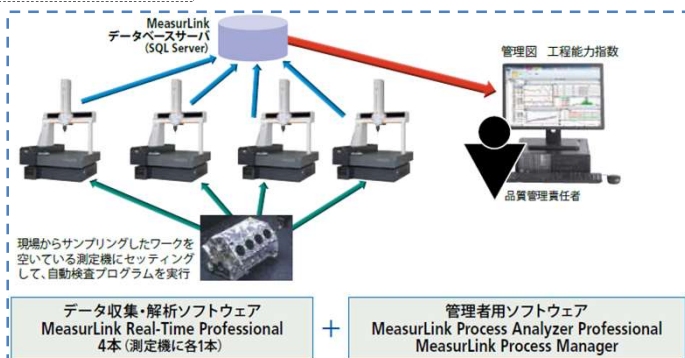 MeasurLink
データベースサーバ
(SQL Server)
管理図　工程能力指数
品質管理責任者
現場からサンプリングしたワークを
空いている測定機にセッティング
して、自動検査プログラムを実行
データ収集・解析ソフトウェア
MeasurLink Real-Time Professional
4本（測定機に各1本）
+
管理者用ソフトウェア
MeasurLink Process Analyzer Professional
MeasurLink Process Manager